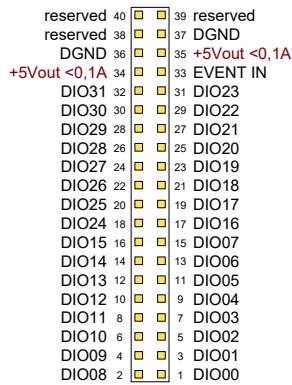 reserved 40 39 reserved
reserved 38 37 DGND
DGND 36 35 +5Vout <0,1A
+5Vout <0,1A 34 33 EVENT IN
DIO31 32 31 DIO23
DIO30 30 29 DIO22
DIO29 28 27 DIO21
DIO28 26 25 DIO20
DIO27 24 23 DIO19
DIO26 22 21 DIO18
DIO25 20 19 DIO17
DIO24 18 17 DIO16
DIO15 16 15 DIO07
DIO14 14 13 DIO06
DIO13 12 11 DIO05
DIO12 10 9 DIO04
DIO11 8 7 DIO03
DIO10 6 5 DIO02
DIO09 4 3 DIO01
DIO08 2 1 DIO00